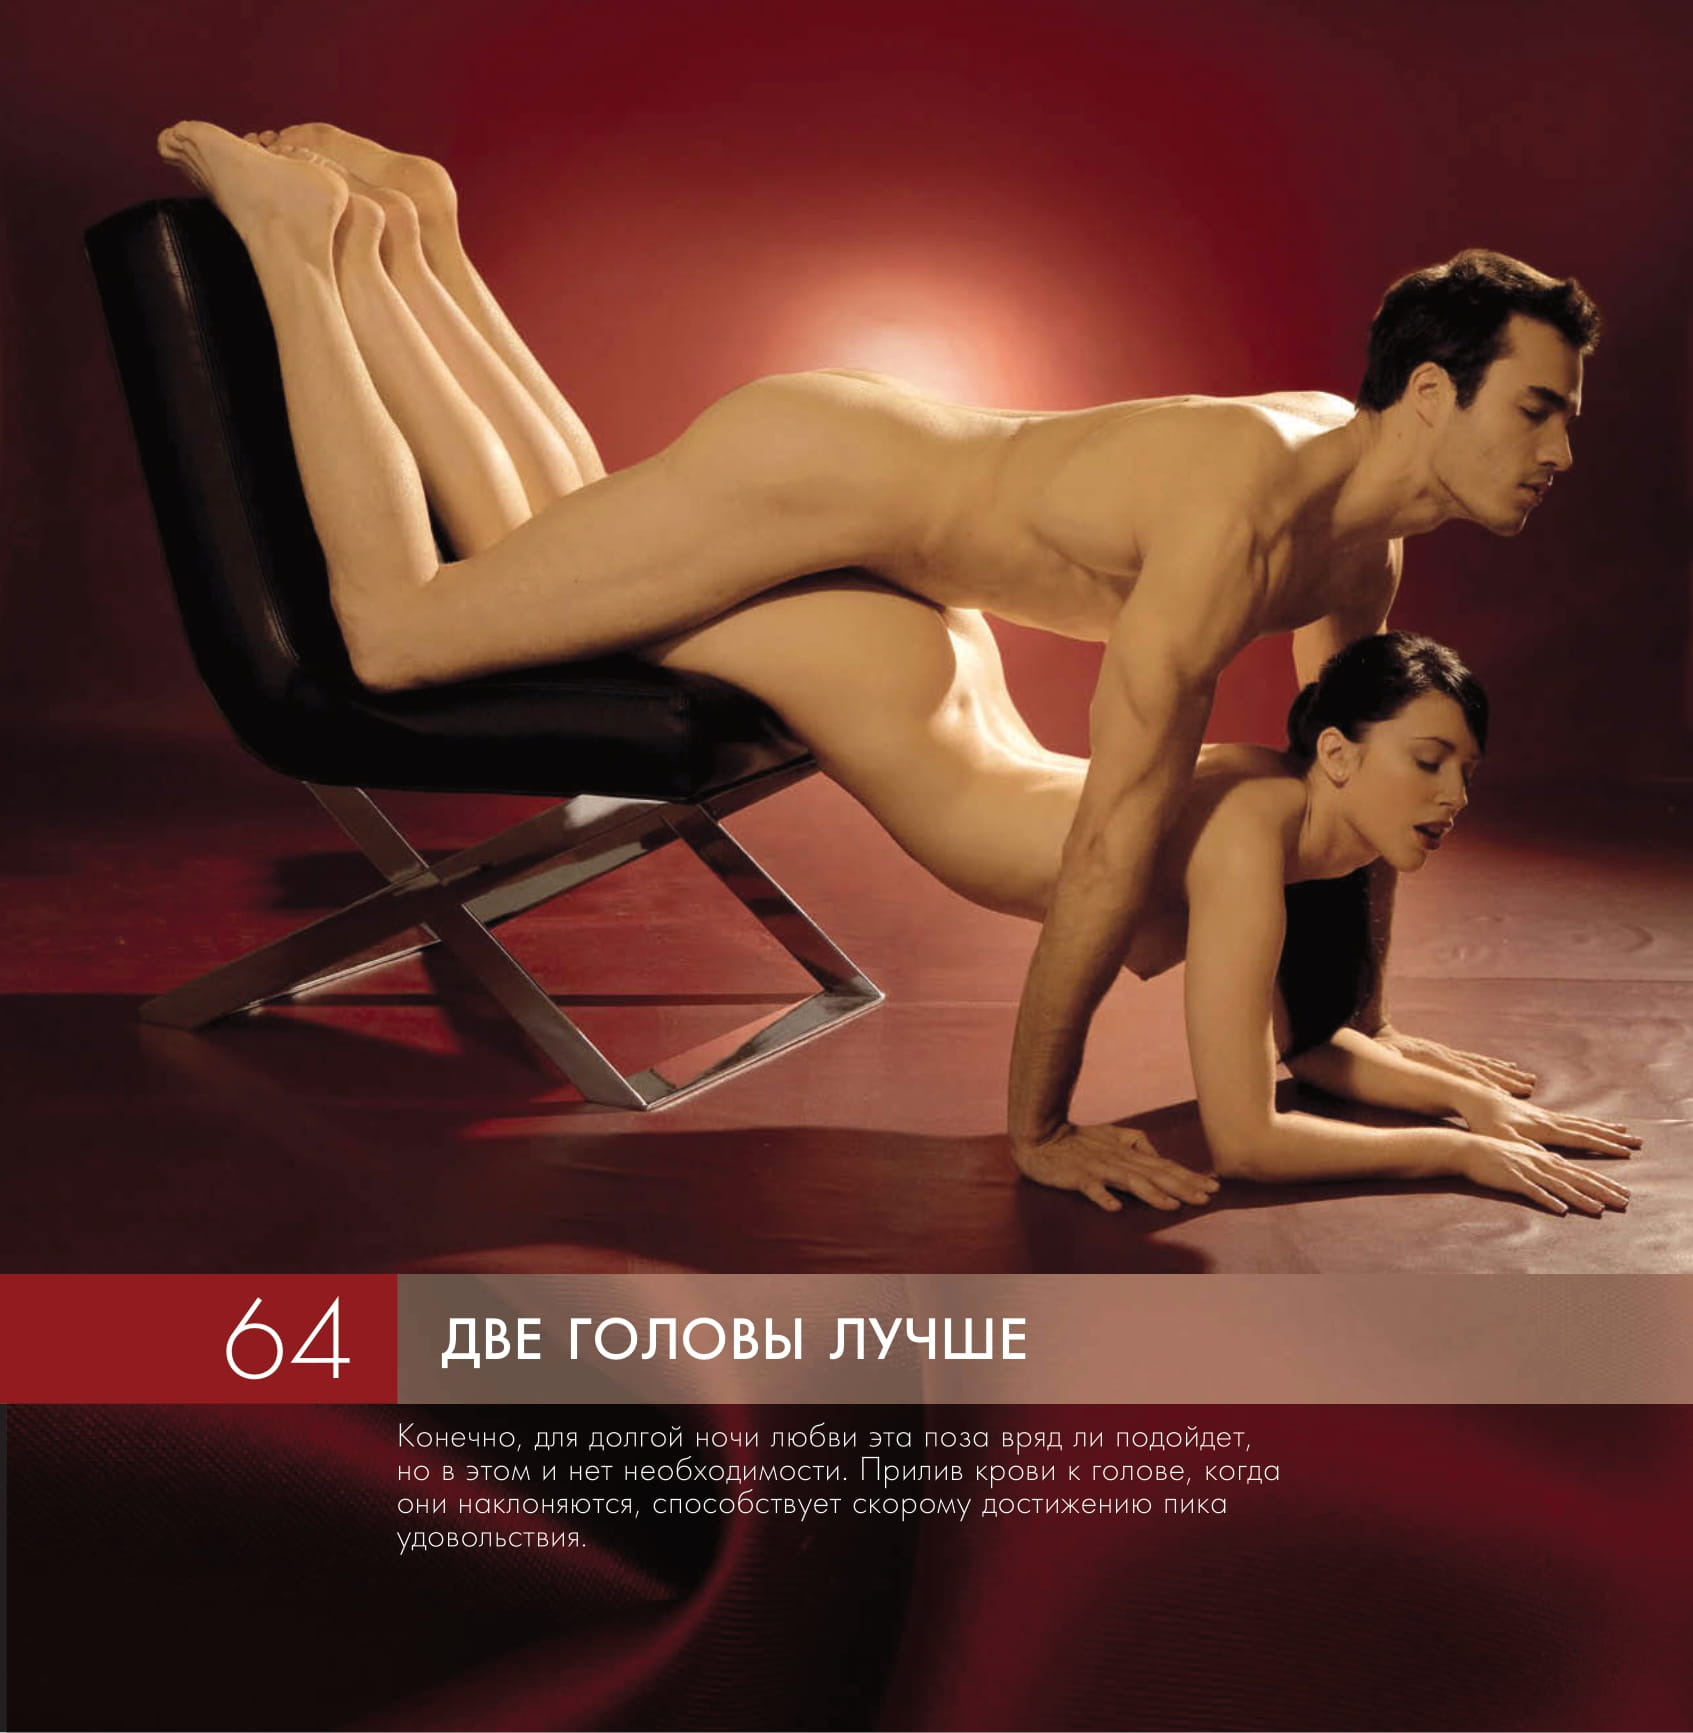 64
ДВЕ ГОЛОВЫ ЛУЧШЕ
Конечно, для долгой ночи любви эта поза вряд ли подойдет,
но в этом и нет необходимости. Прилив крови к голове, когда
они наклоняются, способствует скорому достижению пика
удовольствия.